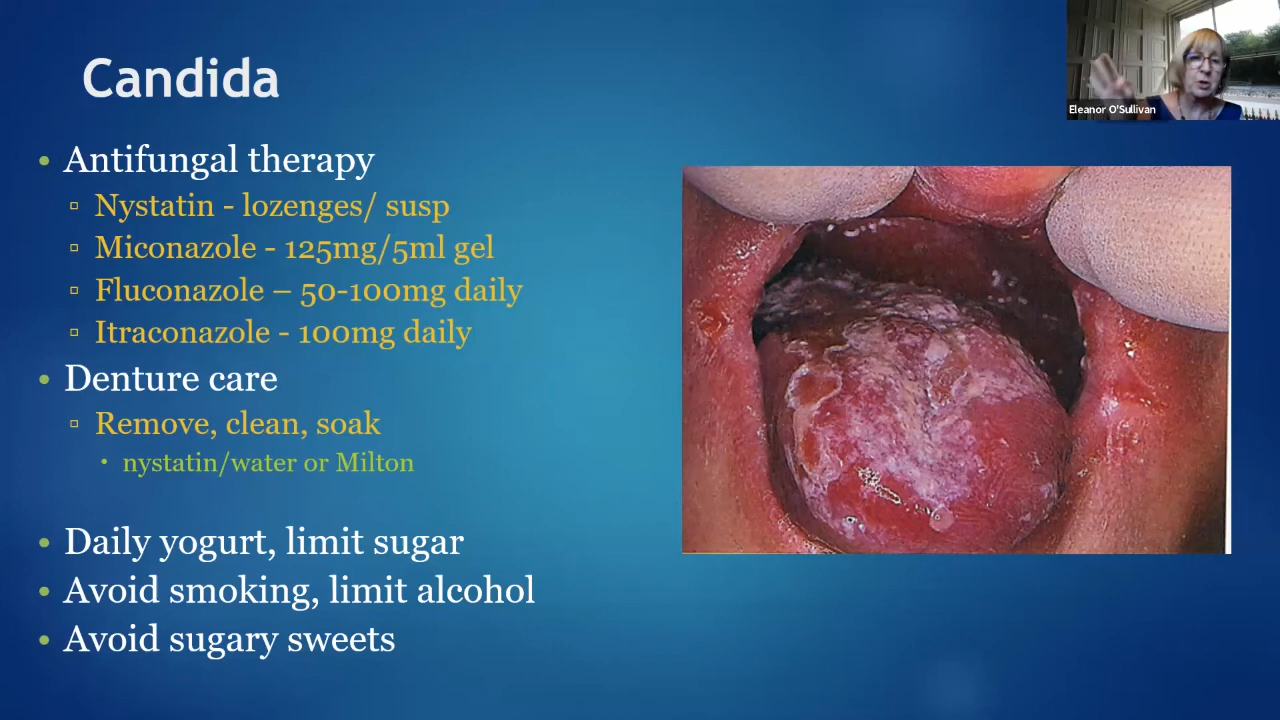 Candida
Eleanor O'Sullivan
• Antifungal therapy
▫ Nystatin - lozenges/ susp
▫ Miconazole - 125mg/5ml gel
▫ Fluconazole – 50-100mg daily
▫ Itraconazole - 100mg daily
• Denture care
▫ Remove, clean, soak
• nystatin/water or Milton
• Daily yogurt, limit sugar
• Avoid smoking, limit alcohol
• Avoid sugary sweets